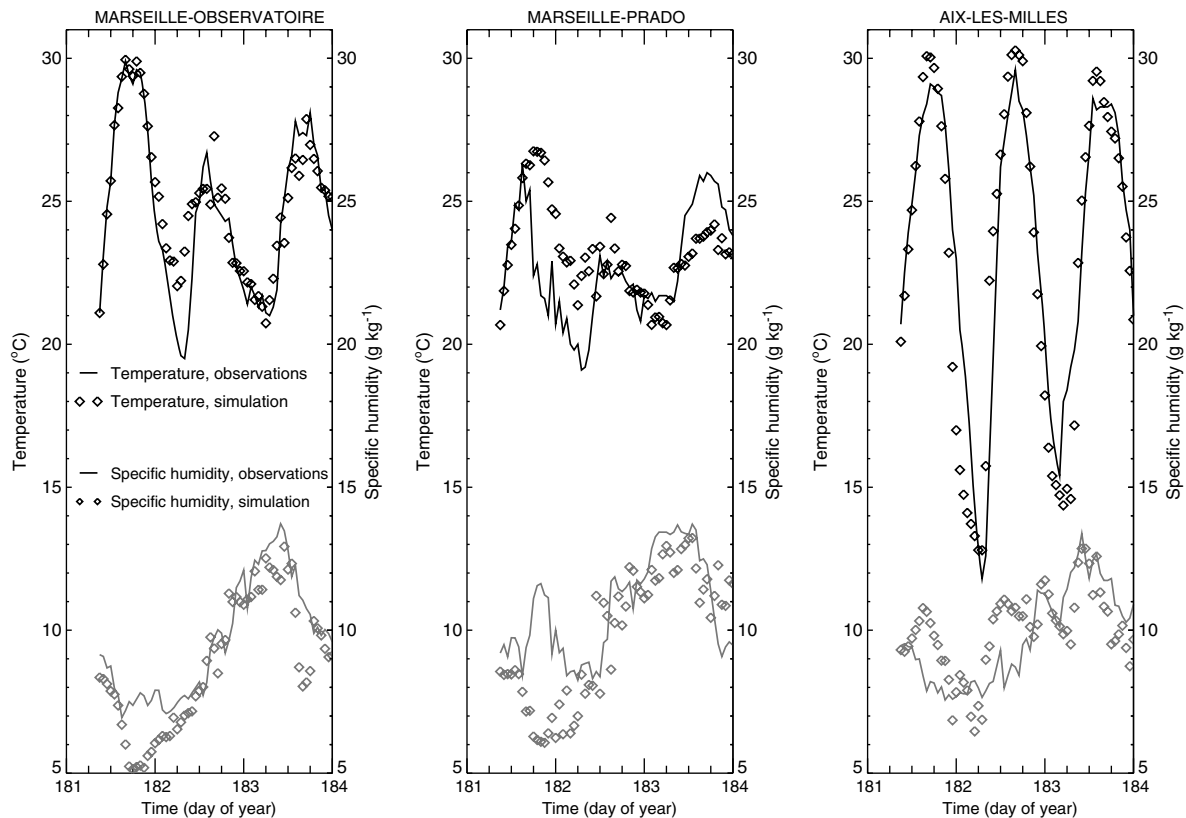 MARSEILLE-OBSERVATOIRE
30
25
20
15
10
5
Temperature (°C)
30
25
20
15
10
5
Specific humidity (g kg-1)
Temperature, observations
Temperature, simulation
Specific humidity, observations
Specific humidity, simulation
181 182 183 184
Time (day of year)
MARSEILLE-PRADO
30
25
20
15
10
5
Temperature (°C)
30
25
20
15
10
5
Specific humidity (g kg-1)
181 182 183 184
Time (day of year)
AIX-LES-MILLES
30
25
20
15
10
5
Temperature (°C)
30
25
20
15
10
5
Specific humidity (g kg-1)
181 182 183 184
Time (day of year)